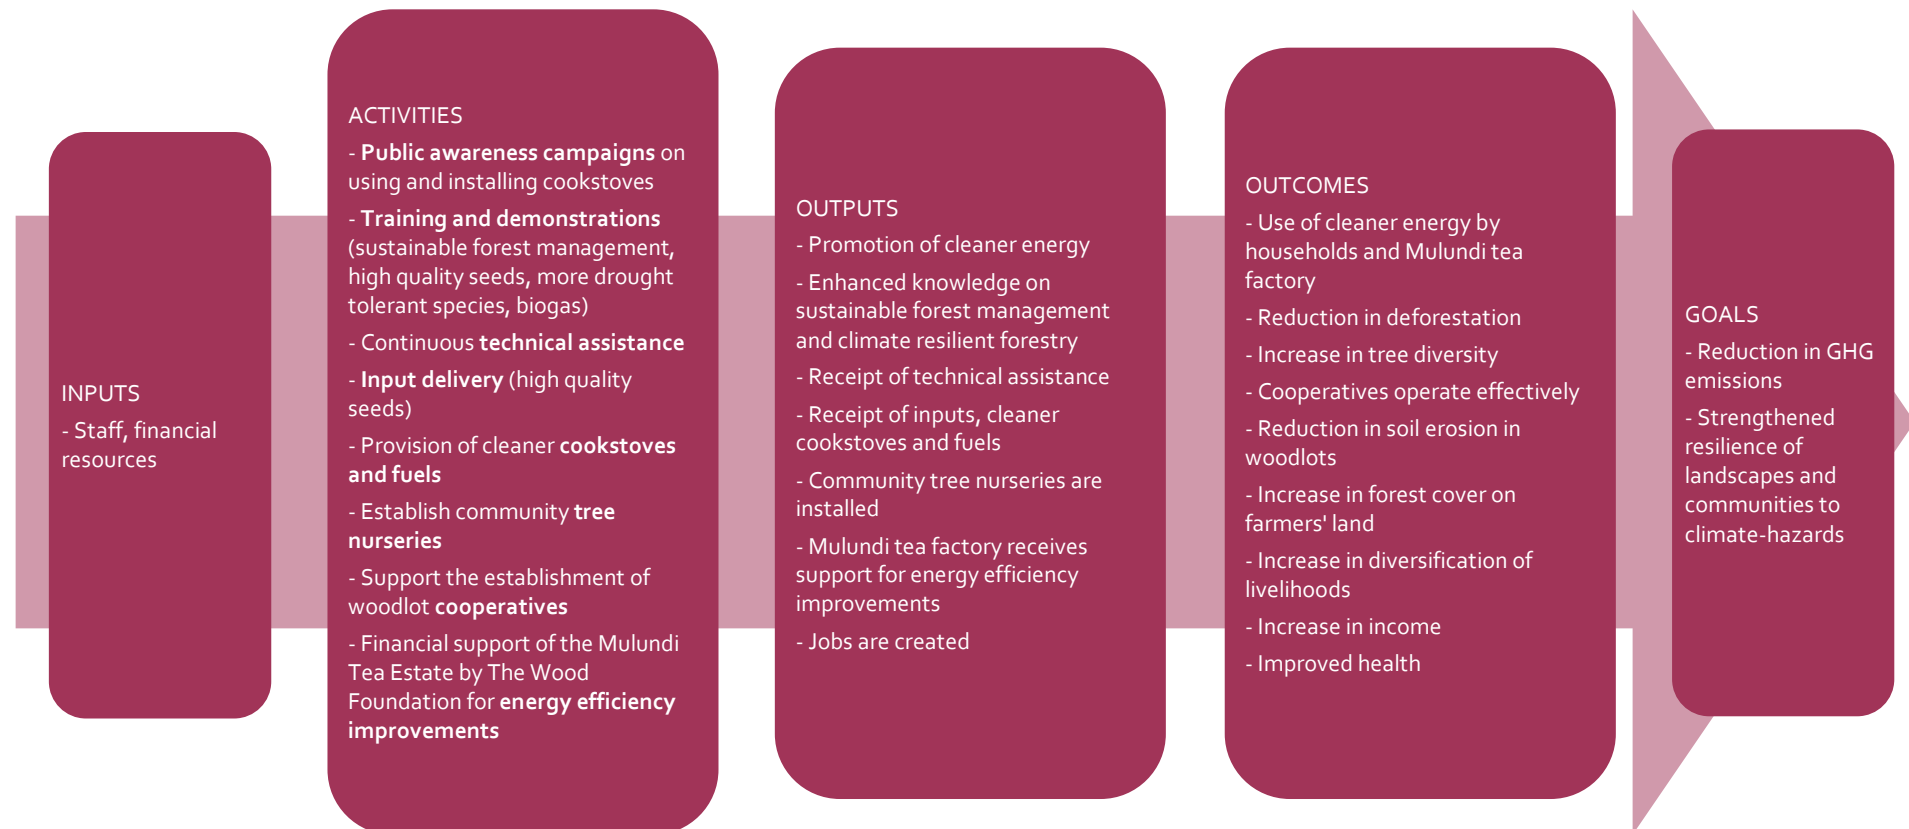 INPUTS
- Staff, financial
resources
ACTIVITIES
- Public awareness campaigns on
using and installing cookstoves
- Training and demonstrations
(sustainable forest management,
high quality seeds, more drought
tolerant species, biogas)
- Continuous technical assistance
- Input delivery (high quality
seeds)
- Provision of cleaner cookstoves
and fuels
- Establish community tree
nurseries
- Support the establishment of
woodlot cooperatives
- Financial support of the Mulundi
Tea Estate by The Wood
Foundation for energy efficiency
improvements
OUTPUTS
- Promotion of cleaner energy
- Enhanced knowledge on
sustainable forest management
and climate resilient forestry
- Receipt of technical assistance
- Receipt of inputs, cleaner
cookstoves and fuels
- Community tree nurseries are
installed
- Mulundi tea factory receives
support for energy efficiency
improvements
- Jobs are created
OUTCOMES
- Use of cleaner energy by
households and Mulundi tea
factory
- Reduction in deforestation
- Increase in tree diversity
- Cooperatives operate effectively
- Reduction in soil erosion in
woodlots
- Increase in forest cover on
farmers' land
- Increase in diversification of
livelihoods
- Increase in income
- Improved health
GOALS
- Reduction in GHG
emissions
- Strengthened
resilience of
landscapes and
communities to
climate-hazards